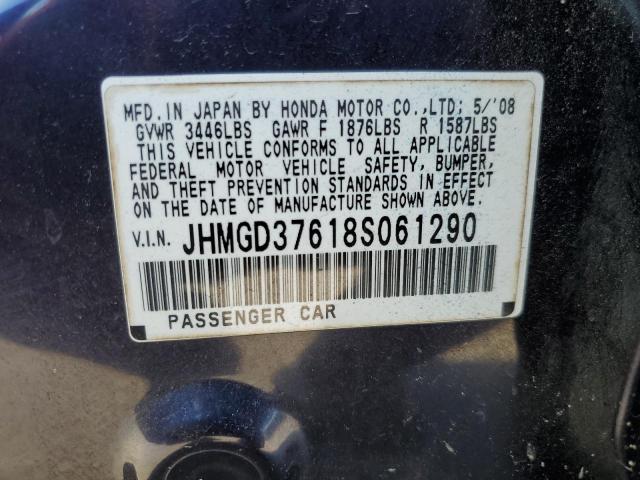 MFD.IN JAPAN BY HONDA MOTOR CO.,LTD; 5/'08
GVWR 3446LBS GAWR F 1876LBS R 1587LBS
THIS VEHICLE CONFORMS TO ALL APPLICABLE
FEDERAL MOTOR VEHICLE SAFETY, BUMPER,
AND THEFT PREVENTION STANDARDS IN EFFECT
ON THE DATE OF MANUFACTURE SHOWN ABOVE.
V.I.N. JHMGD37618S061290
PASSENGER CAR